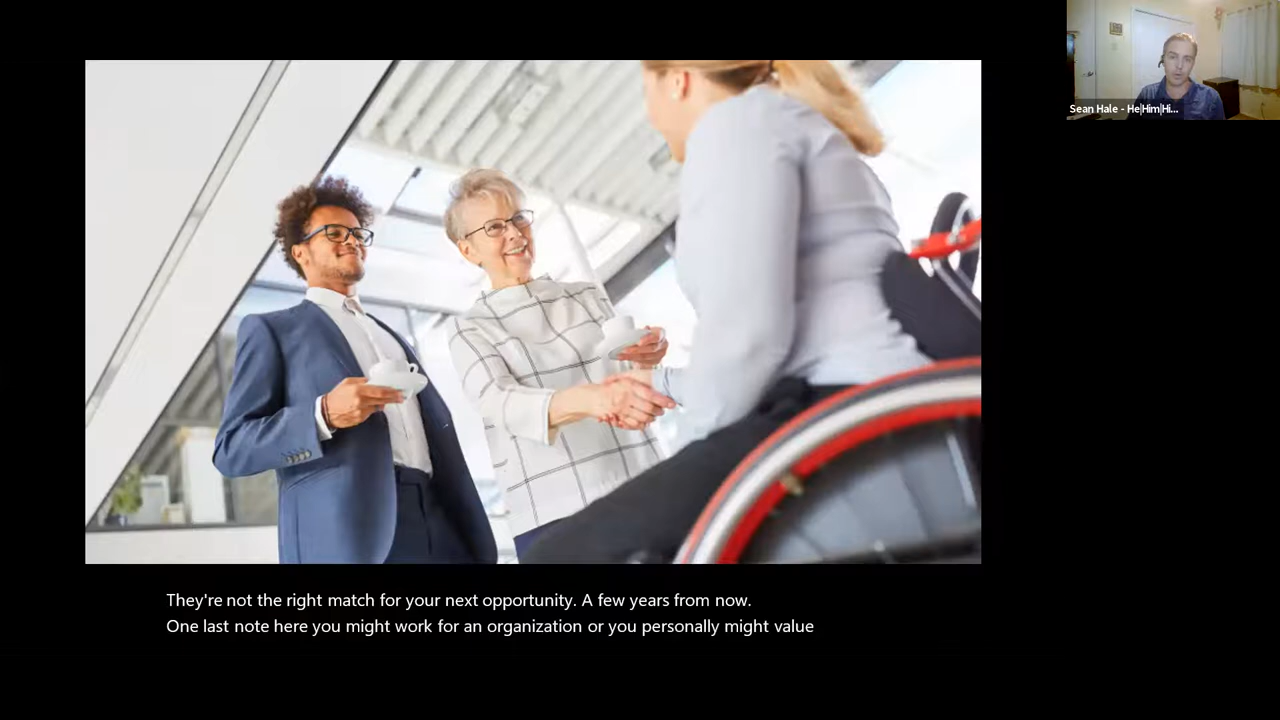 Sean Hale - He|Him|Hi...
They're not the right match for your next opportunity. A few years from now.
One last note here you might work for an organization or you personally might value